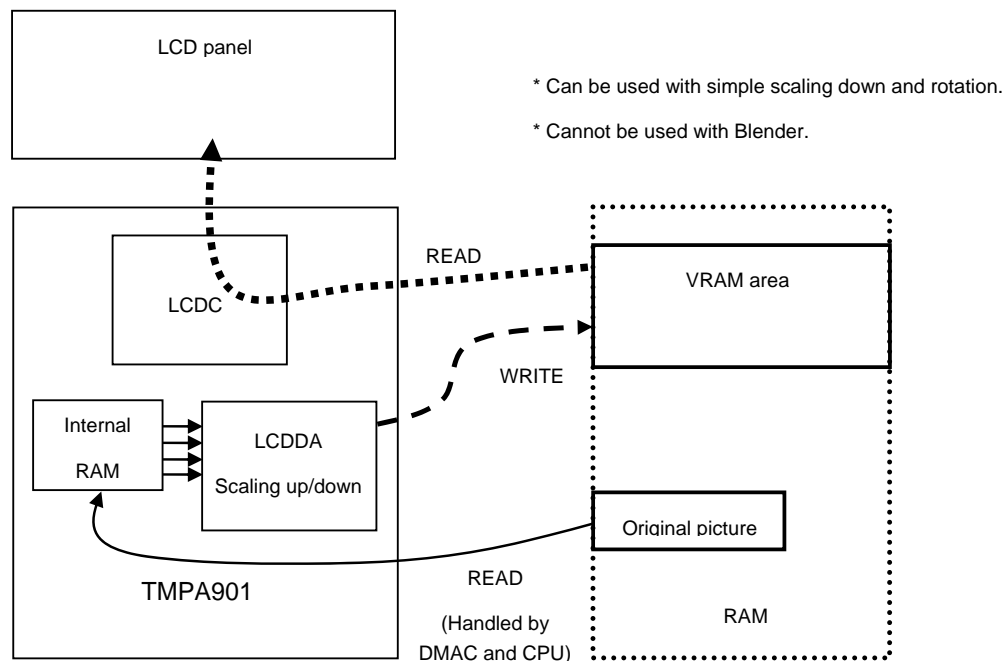 LCD panel
* Can be used with simple scaling down and rotation.
* Cannot be used with Blender.
READ
VRAM area
LCDC
WRITE
Internal
RAM
LCDDA
Scaling up/down
Original picture
TMPA901
READ
(Handled by
DMAC and CPU)
RAM